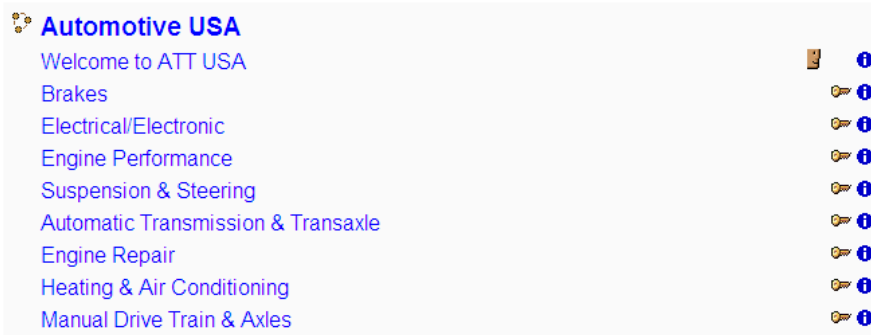 Automotive USA
Welcome to ATT USA
Brakes
Electrical/Electronic
Engine Performance
Suspension & Steering
Automatic Transmission & Transaxle
Engine Repair
Heating & Air Conditioning
Manual Drive Train & Axles